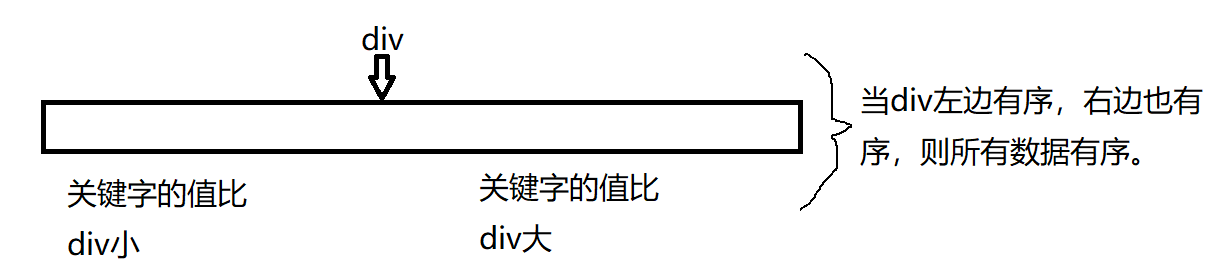 div
关键字的值比
div小
关键字的值比
div大
当div左边有序，右边也有
序，则所有数据有序。